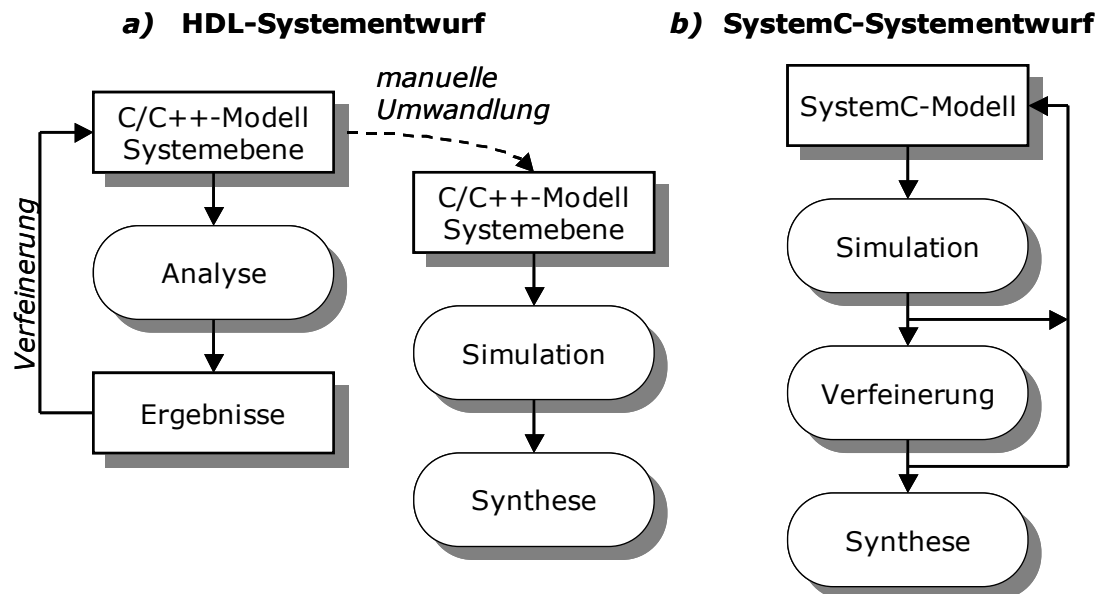 a) HDL-Systementwurf
manuelle
Umwandlung
C/C++-Modell
Systemebene
Analyse
Ergebnisse
Verfeinerung
C/C++-Modell
Systemebene
Simulation
Synthese
b) SystemC-Systementwurf
SystemC-Modell
Simulation
Verfeinerung
Synthese